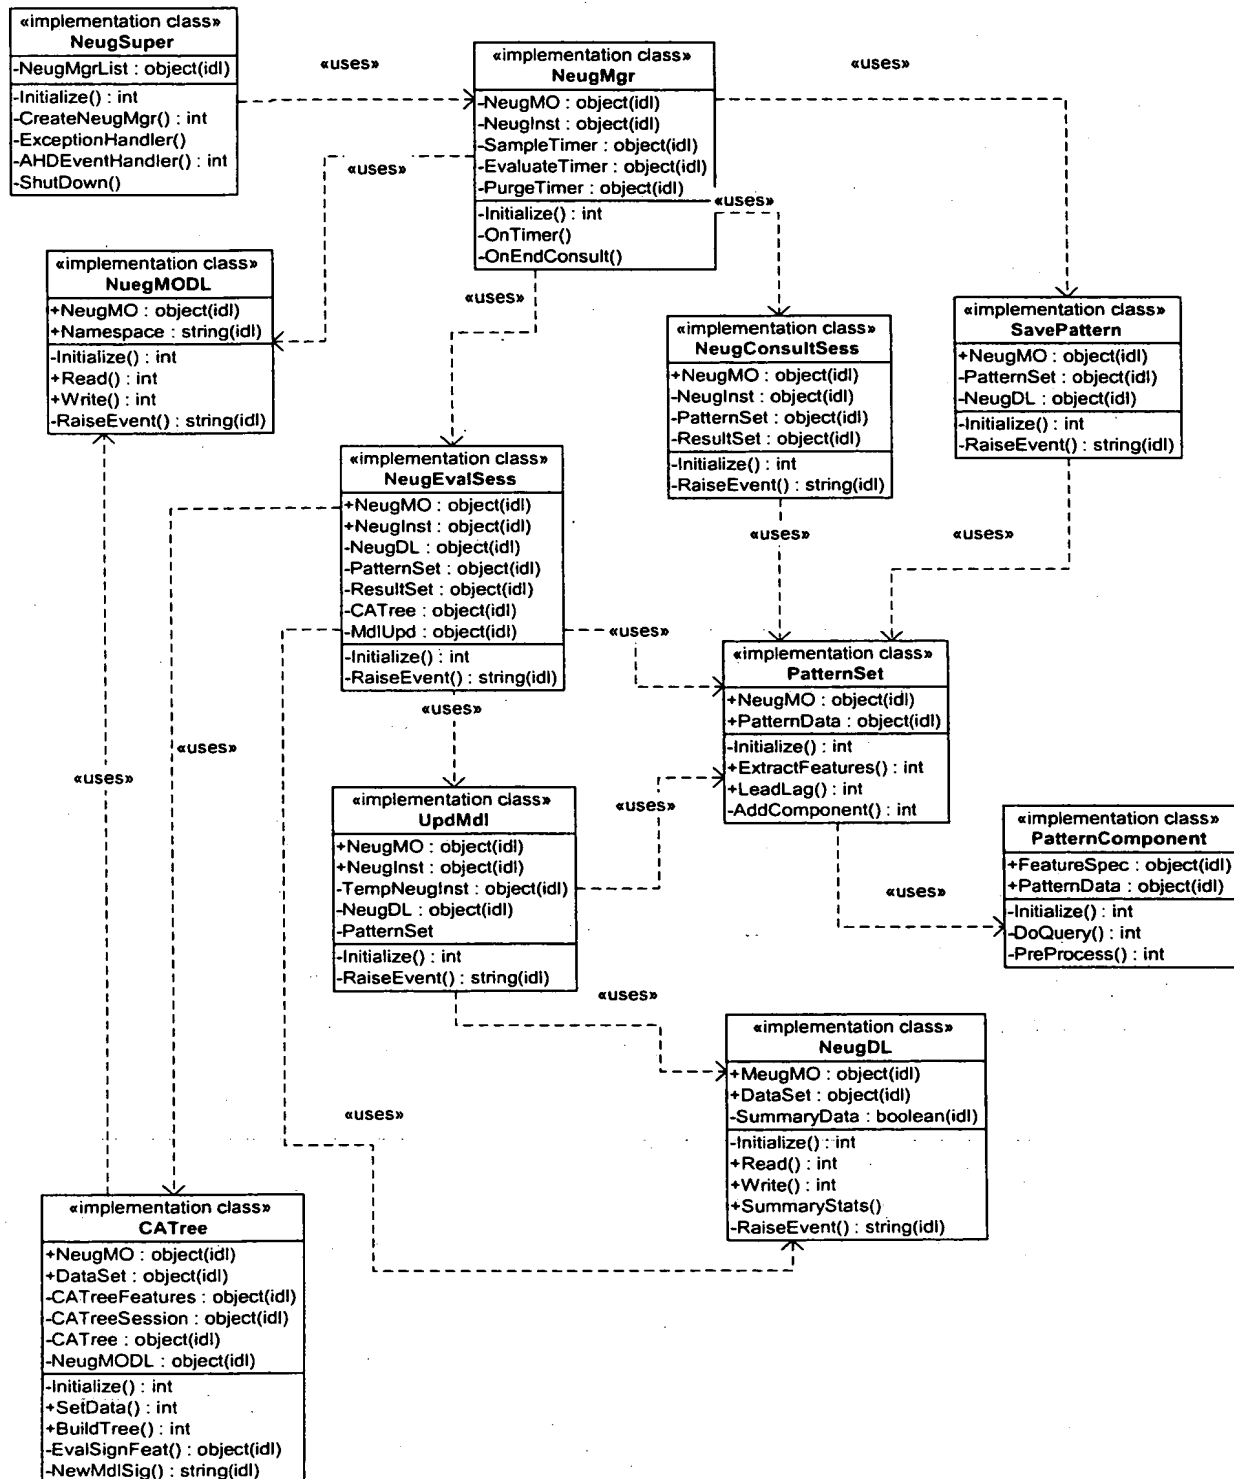 «implementation class»
NeugSuper
-NeugMgrList : object(idl)
-Initialize() : int
-CreateNeugMgr() : int
-ExceptionHandler()
-AHDEventHandler() : int
-ShutDown()
«uses»
«implementation class»
NeugMgr
-NeugMO : object(idl)
-NeugInst : object(idl)
-SampleTimer : object(idl)
-EvaluateTimer : object(idl)
-PurgeTimer : object(idl)
-Initialize() : int
-OnTimer()
-OnEndConsult()
«uses»
«uses»
«uses»
«uses»
«implementation class»
NuegMODL
+NeugMO : object(idl)
+Namespace : string(idl)
-Initialize() : int
+Read() : int
+Write() : int
-RaiseEvent() : string(idl)
«implementation class»
NeugConsultSess
+NeugMO : object(idl)
-NeugInst : object(idl)
-PatternSet : object(idl)
-ResultSet : object(idl)
-Initialize() : int
-RaiseEvent() : string(idl)
«implementation class»
SavePattern
+NeugMO : object(idl)
-PatternSet : object(idl)
-NeugDL : object(idl)
-Initialize() : int
-RaiseEvent() : string(idl)
«implementation class»
NeugEvalSess
+NeugMO : object(idl)
+NeugInst : object(idl)
-NeugDL : object(idl)
-PatternSet : object(idl)
-ResultSet : object(idl)
-CATree : object(idl)
-MdlUpd : object(idl)
-Initialize() : int
-RaiseEvent() : string(idl)
«uses»
«uses»
«uses»
«uses»
«uses»
«uses»
«implementation class»
PatternSet
+NeugMO : object(idl)
+PatternData : object(idl)
-Initialize() : int
+ExtractFeatures() : int
+LeadLag() : int
-AddComponent() : int
«implementation class»
UpdMdl
+NeugMO : object(idl)
+NeugInst : object(idl)
-TempNeugInst : object(idl)
-NeugDL : object(idl)
-PatternSet
-Initialize() : int
-RaiseEvent() : string(idl)
«uses»
«uses»
«uses»
«implementation class»
PatternComponent
+FeatureSpec : object(idl)
+PatternData : object(idl)
-Initialize() : int
-DoQuery() : int
-PreProcess() : int
«implementation class»
NeugDL
+MeugMO : object(idl)
+DataSet : object(idl)
-SummaryData : boolean(idl)
-Initialize() : int
+Read() : int
+Write() : int
+SummaryStats()
-RaiseEvent() : string(idl)
«uses»
«implementation class»
CATree
+NeugMO : object(idl)
+DataSet : object(idl)
-CATreeFeatures : object(idl)
-CATreeSession : object(idl)
-CATree : object(idl)
-NeugMODL : object(idl)
-Initialize() : int
+SetData() : int
+BuildTree() : int
-EvalSignFeat() : object(idl)
-NewMdlSig() : string(idl)